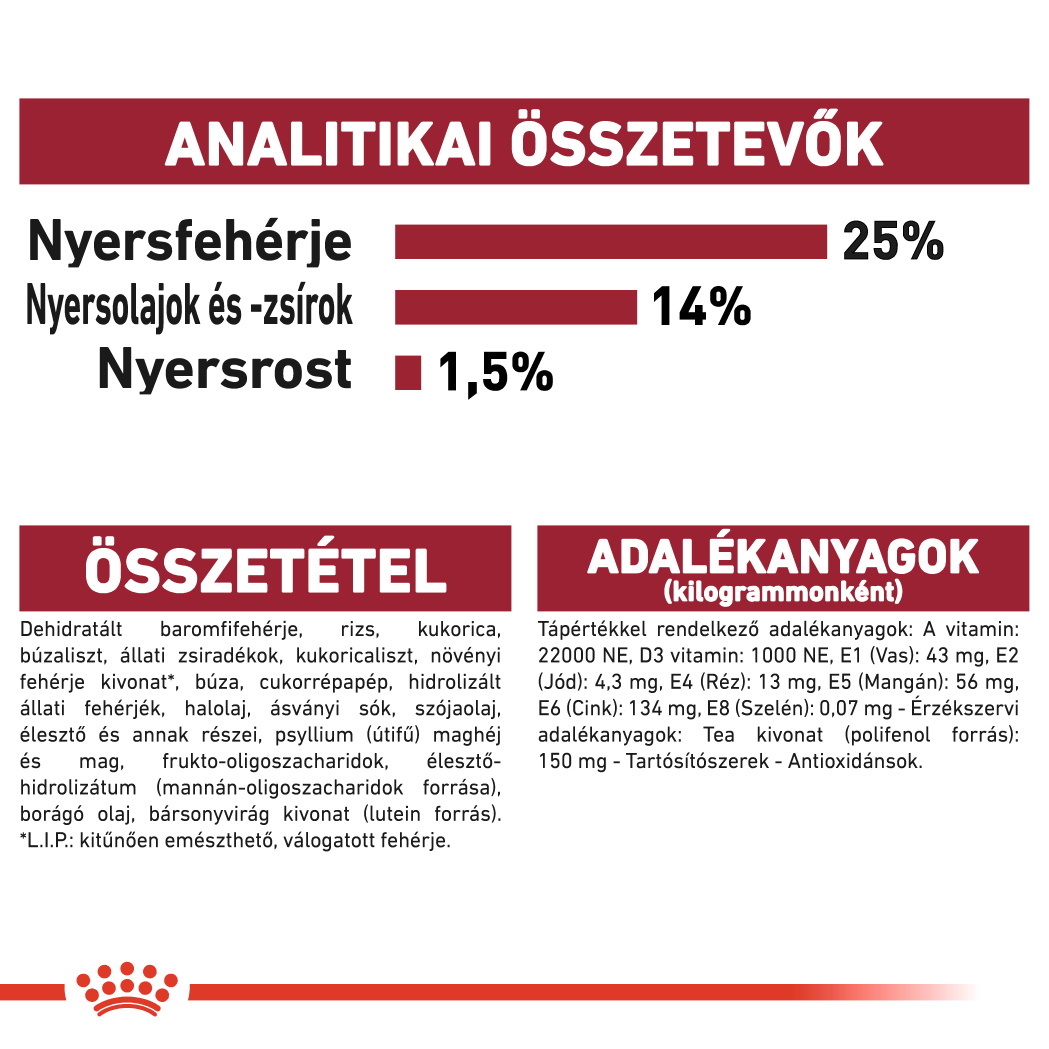 ANALITIKAI ÖSSZETEVŐK
Nyersfehérje 25%
Nyersolajok és -zsírok 14%
Nyersrost 1,5%
ÖSSZETÉTEL
Dehidratált baromfifehérje, rizs, kukorica,
búzaliszt, állati zsiradékok, kukoricaliszt, növényi
fehérje kivonat*, búza, cukorrépapép, hidrolizált
állati fehérjék, halolaj, ásványi sók, szójaolaj,
élesztő és annak részei, psyllium (útifű) maghéj
és mag, frukto-oligoszacharidok, élesztő-
hidrolizátum (mannán-oligoszacharidok forrása),
borágó olaj, bársonyvirág kivonat (lutein forrás).
*L.I.P.: kitűnően emészthető, válogatott fehérje.
ADALÉKANYAGOK
(kilogrammonként)
Tápértékkel rendelkező adalékanyagok: A vitamin:
22000 NE, D3 vitamin: 1000 NE, E1 (Vas): 43 mg, E2
(Jód): 4,3 mg, E4 (Réz): 13 mg, E5 (Mangán): 56 mg,
E6 (Cink): 134 mg, E8 (Szelén): 0,07 mg - Érzékszervi
adalékanyagok: Tea kivonat (polifenol forrás):
150 mg - Tartósítószerek - Antioxidánsok.